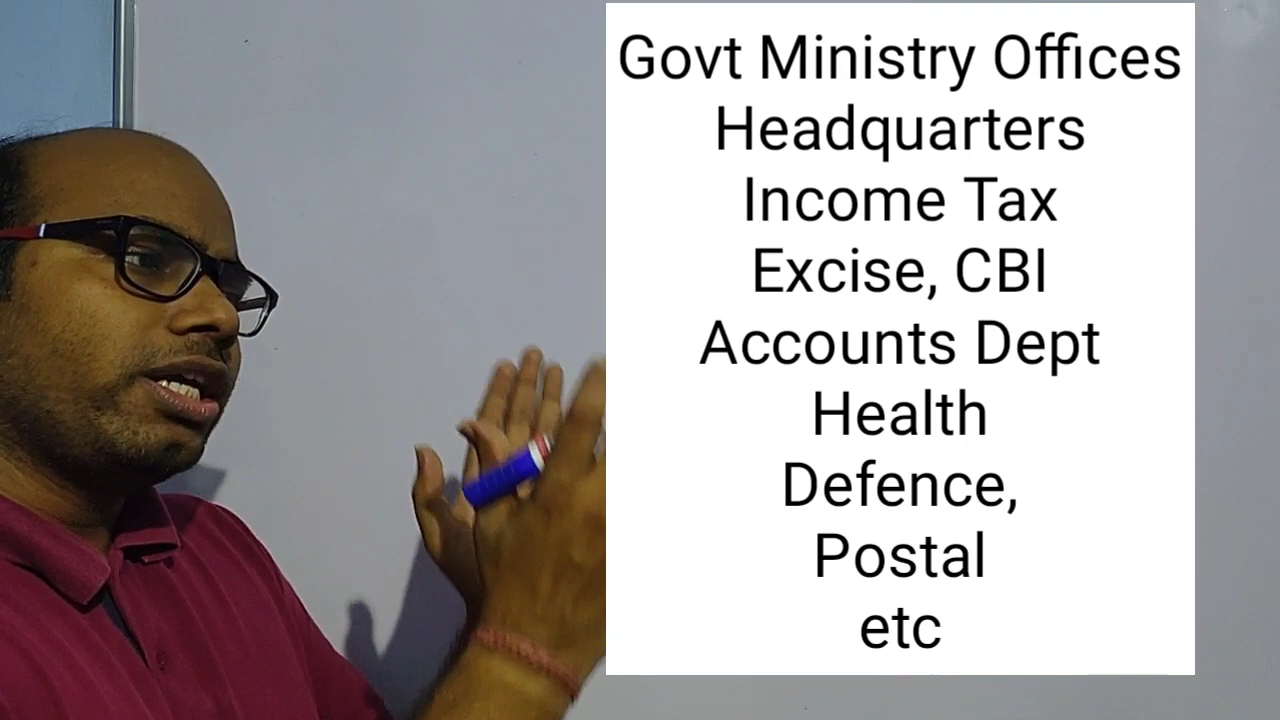 Govt Ministry Offices
Headquarters
Income Tax
Excise, CBI
Accounts Dept
Health
Defence,
Postal
etc